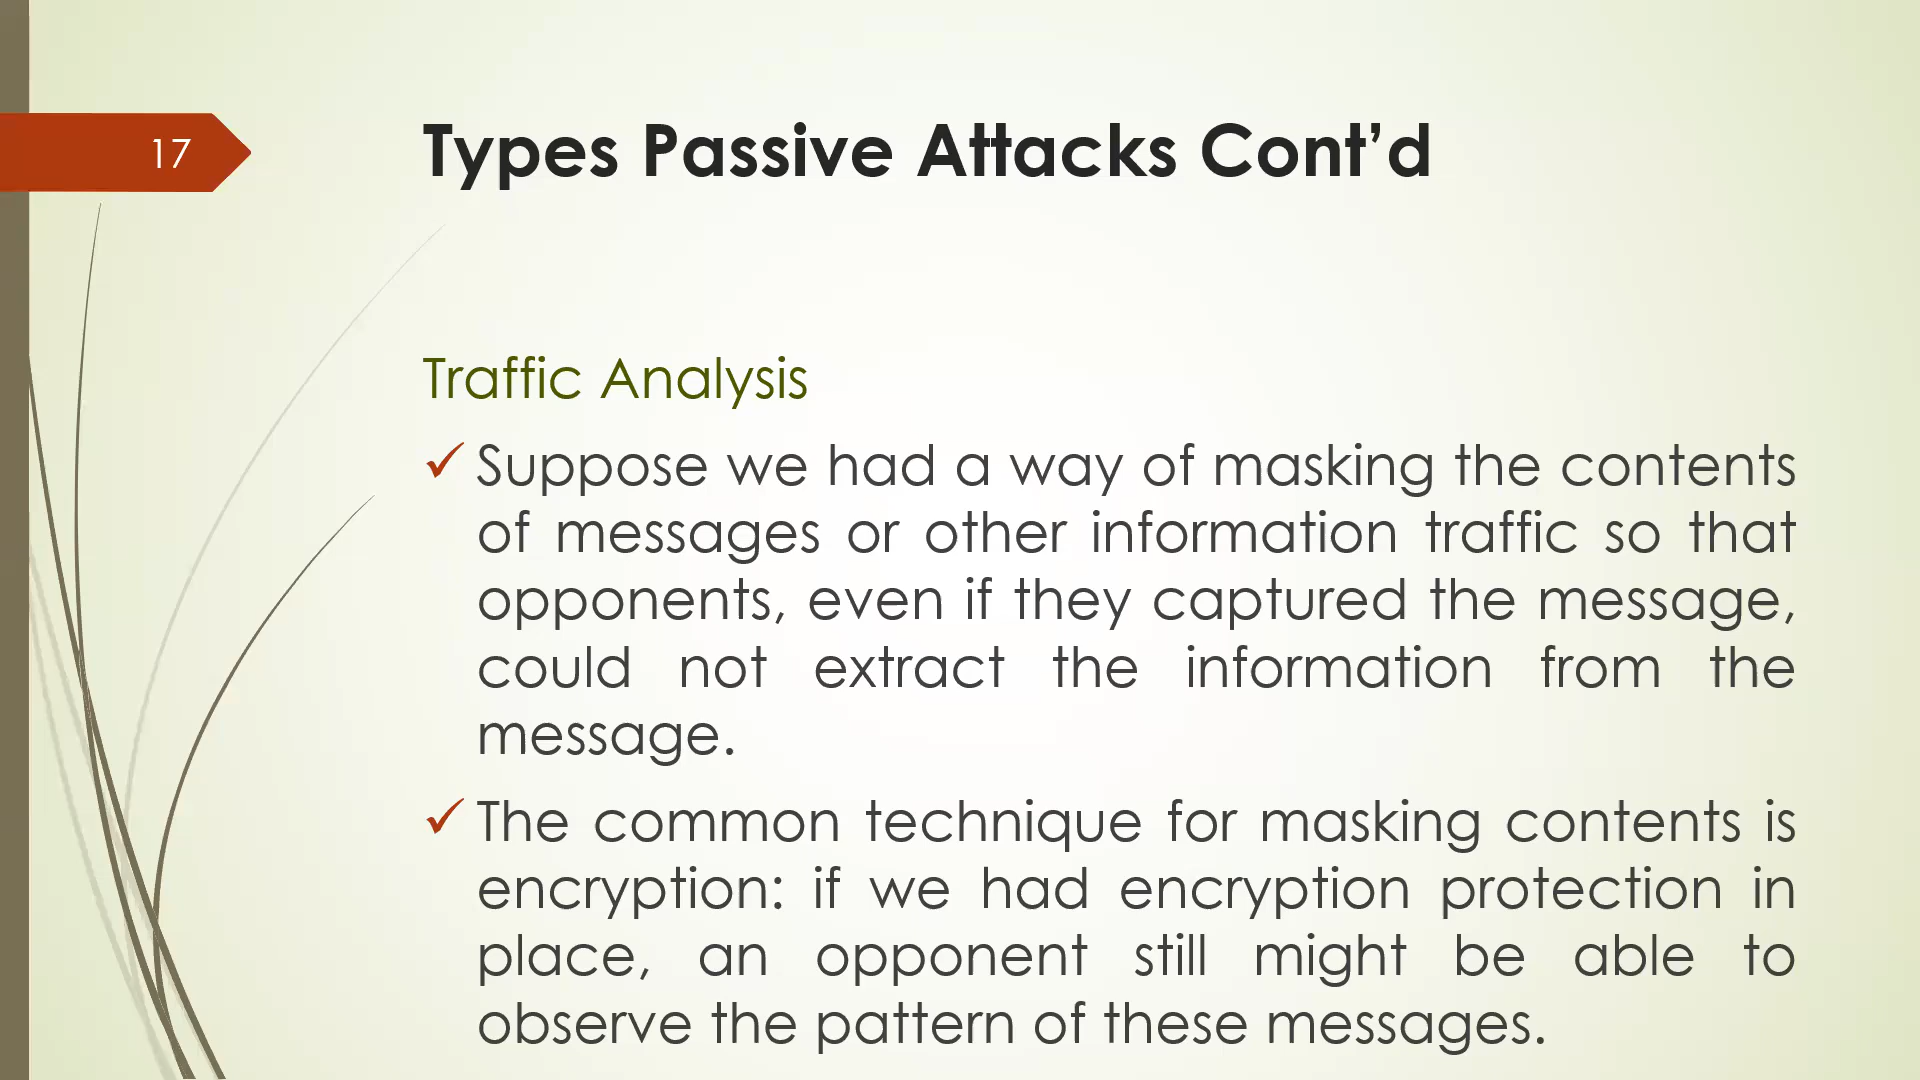 17
Types Passive Attacks Cont’d
Traffic Analysis
✓ Suppose we had a way of masking the contents
of messages or other information traffic so that
opponents, even if they captured the message,
could not extract the information from the
message.
✓ The common technique for masking contents is
encryption: if we had encryption protection in
place, an opponent still might be able to
observe the pattern of these messages.